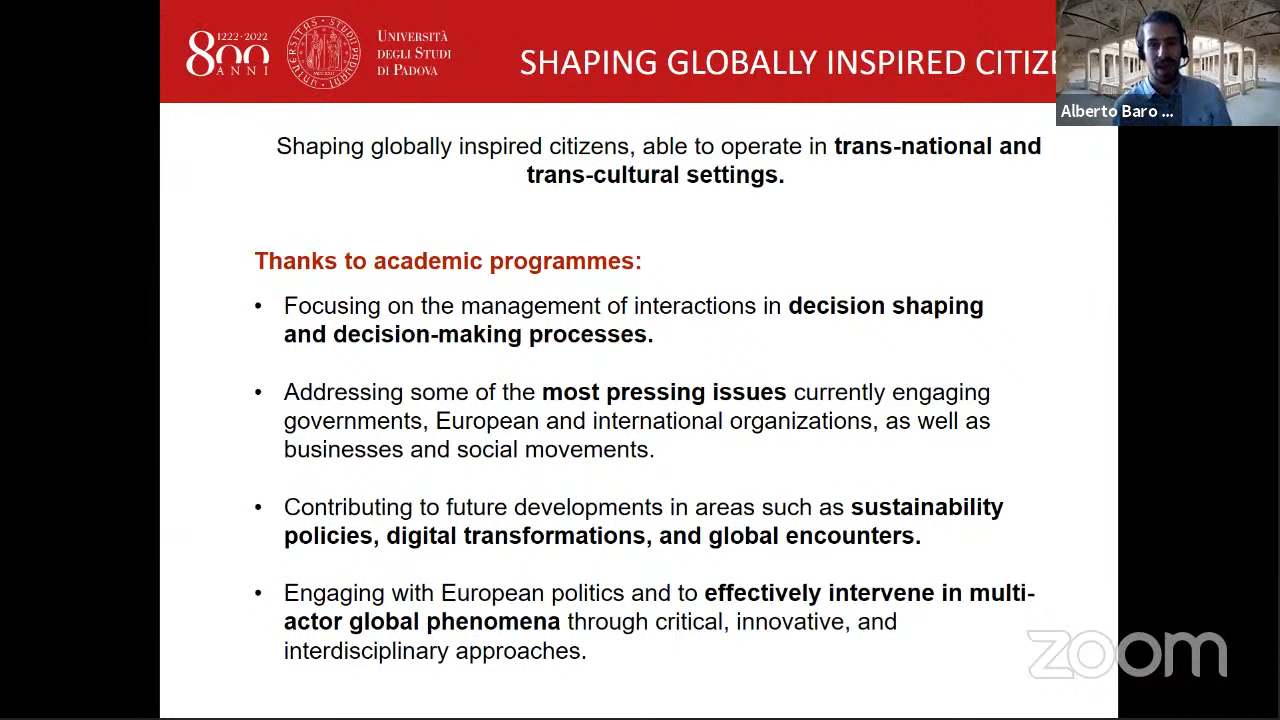 1222-2022
800
ANNI
UNIVERSITÀ
DEGLI STUDI
DI PADOVA
SHAPING GLOBALLY INSPIRED CITIZE
Alberto Baro ...
Shaping globally inspired citizens, able to operate in trans-national and
trans-cultural settings.
Thanks to academic programmes:
• Focusing on the management of interactions in decision shaping
and decision-making processes.
• Addressing some of the most pressing issues currently engaging
governments, European and international organizations, as well as
businesses and social movements.
• Contributing to future developments in areas such as sustainability
policies, digital transformations, and global encounters.
• Engaging with European politics and to effectively intervene in multi-
actor global phenomena through critical, innovative, and
interdisciplinary approaches.
zoom